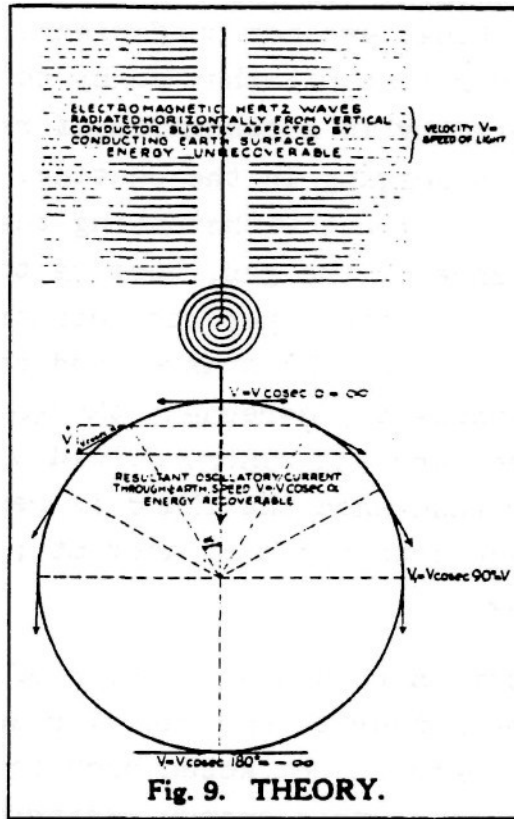 ELECTROMAGNETIC HERTZ WAVES
RADIATED HORIZONTALLY FROM VERTICAL
CONDUCTOR, SLIGHTLY AFFECTED BY
CONDUCTING EARTH SURFACE
ENERGY UNRECOVERABLE
VELOCITY V=
SPEED OF LIGHT
V=V cosec 0 = ∞
V
RESULTANT OSCILLATORY CURRENT
THROUGH EARTH, SPEED V=V COSEC α
ENERGY RECOVERABLE
α
V₁=V cosec 90°=V
V₁=V cosec 180°= -∞
Fig. 9. THEORY.